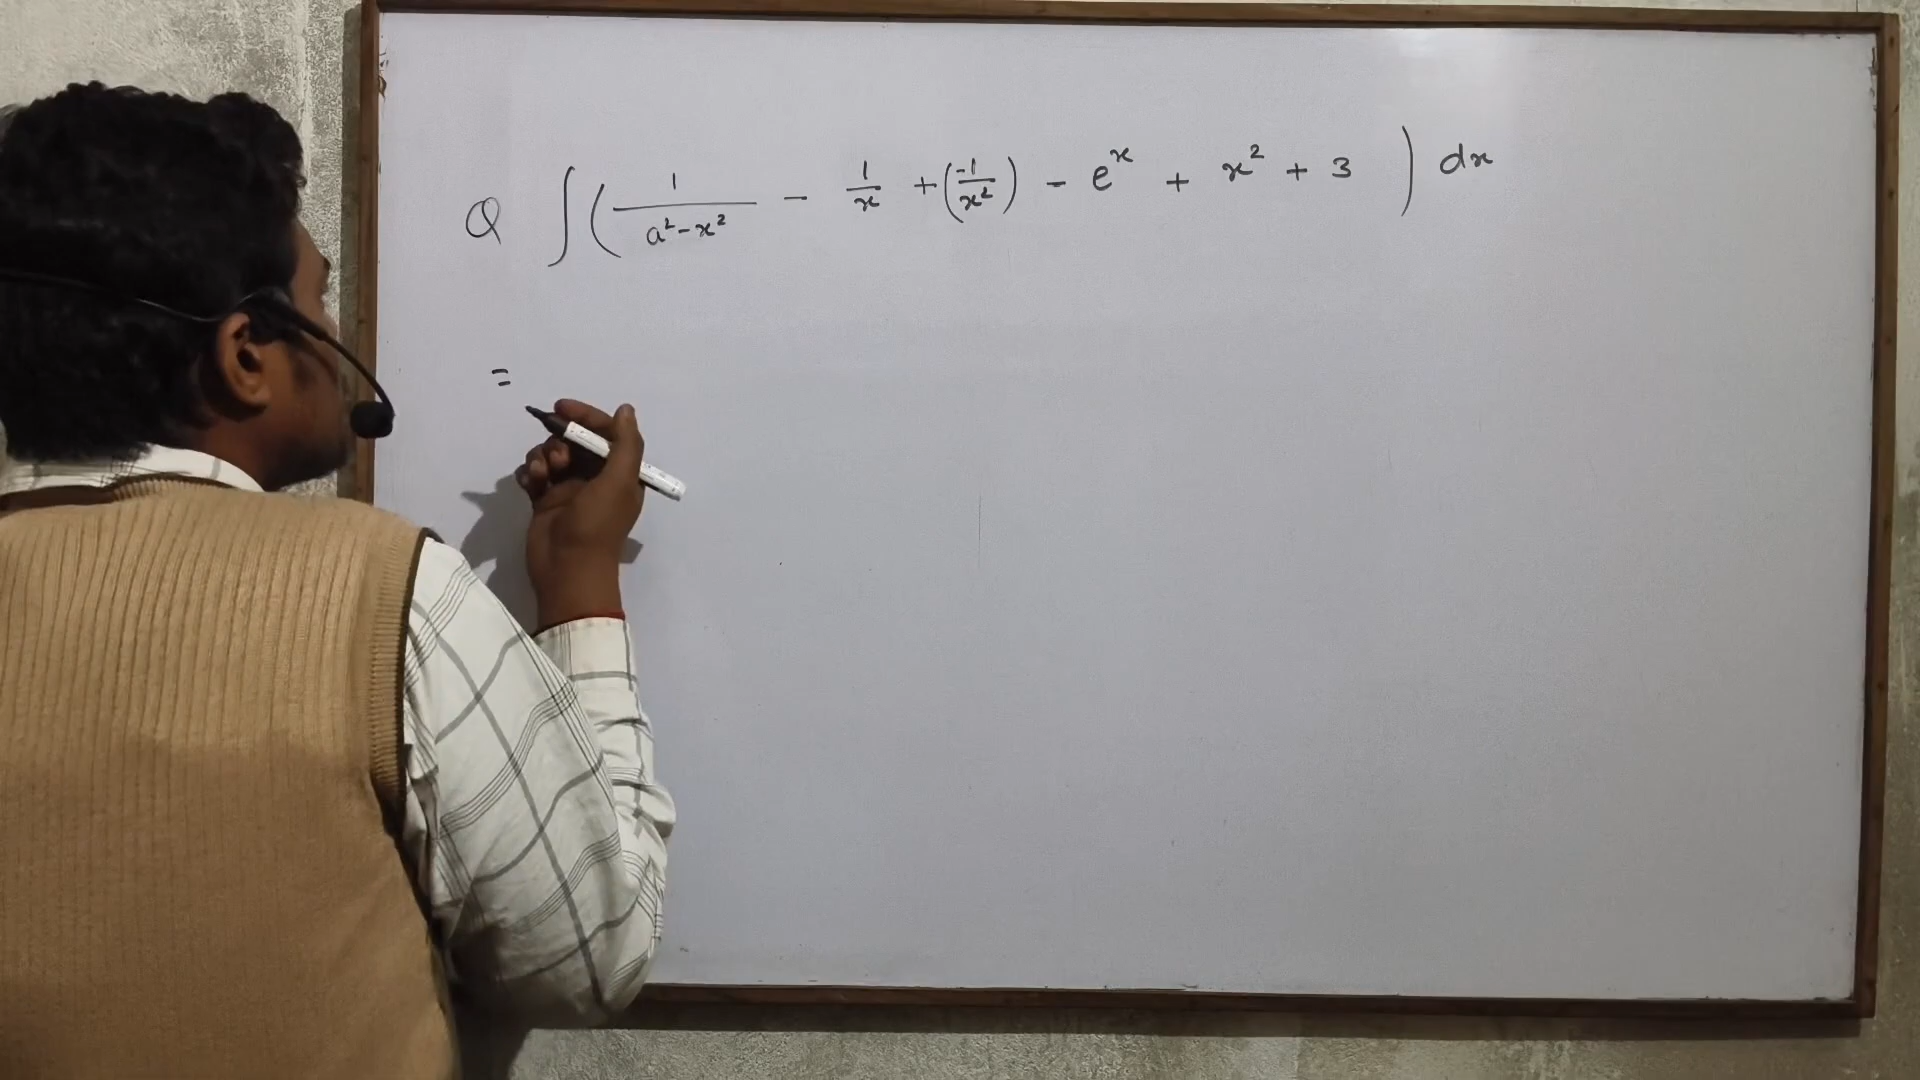 Q ∫ ( 1/(a² - x²) - 1/x + (-1/x²) - eˣ + x² + 3 ) dx
=